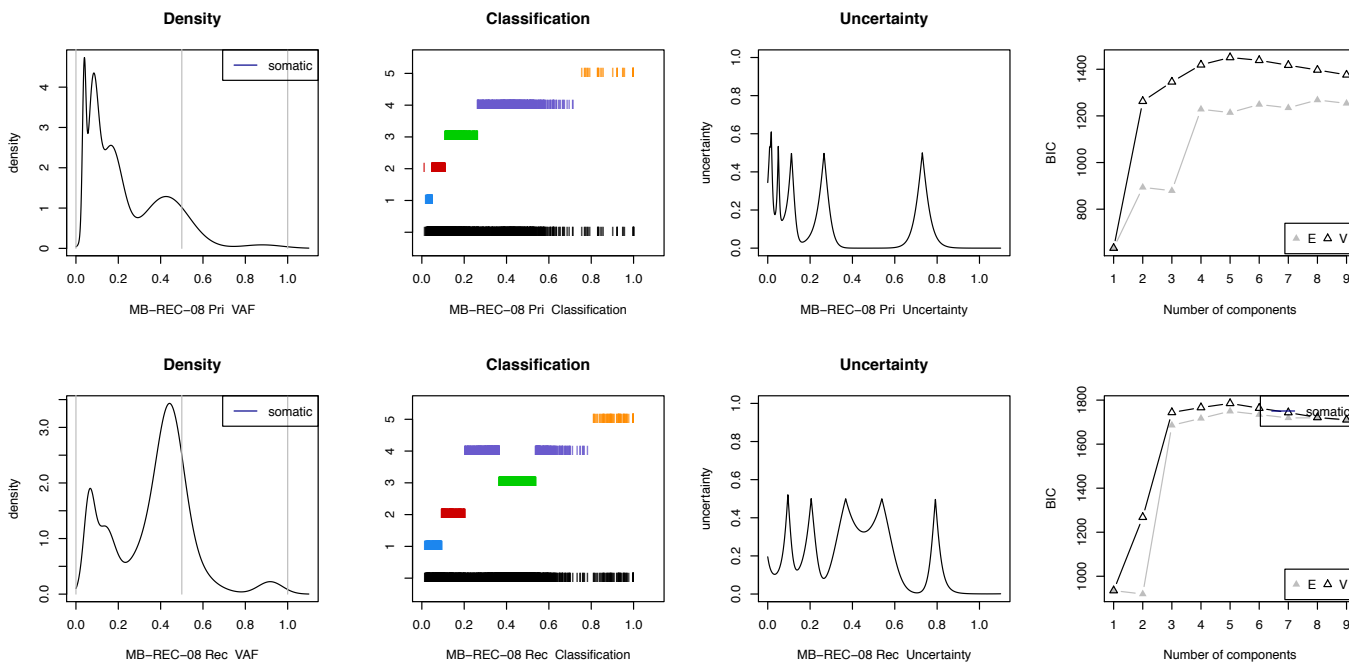 Density
somatic
density
0
1
2
3
4
0.0 0.2 0.4 0.6 0.8 1.0
MB−REC−08 Pri VAF
Classification
5
4
3
2
1
0.0 0.2 0.4 0.6 0.8 1.0
MB−REC−08 Pri Classification
Uncertainty
uncertainty
0.0 0.2 0.4 0.6 0.8 1.0
0.0 0.2 0.4 0.6 0.8 1.0
MB−REC−08 Pri Uncertainty
BIC
800 1000 1200 1400
E V
1 2 3 4 5 6 7 8 9
Number of components
Density
somatic
density
0.0 1.0 2.0 3.0
0.0 0.2 0.4 0.6 0.8 1.0
MB−REC−08 Rec VAF
Classification
5
4
3
2
1
0.0 0.2 0.4 0.6 0.8 1.0
MB−REC−08 Rec Classification
Uncertainty
uncertainty
0.0 0.2 0.4 0.6 0.8 1.0
0.0 0.2 0.4 0.6 0.8 1.0
MB−REC−08 Rec Uncertainty
somatic
BIC
1000 1200 1400 1600 1800
E V
1 2 3 4 5 6 7 8 9
Number of components